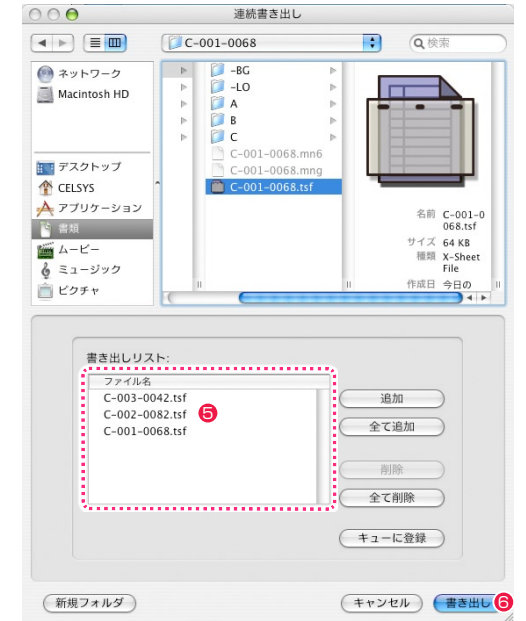 連続書き出し
C-001-0068
検索
ネットワーク
Macintosh HD
デスクトップ
CELSYS
アプリケーション
書類
ムービー
ミュージック
ピクチャ
-BG
-LO
A
B
C
C-001-0068.mn6
C-001-0068.mng
C-001-0068.tsf
名前 C-001-0
068.tsf
サイズ 64 KB
種類 X-Sheet
File
作成日 今日の
書き出しリスト:
ファイル名
C-003-0042.tsf
C-002-0082.tsf
C-001-0068.tsf
5
追加
全て追加
削除
全て削除
キューに登録
新規フォルダ
キャンセル
書き出し
6